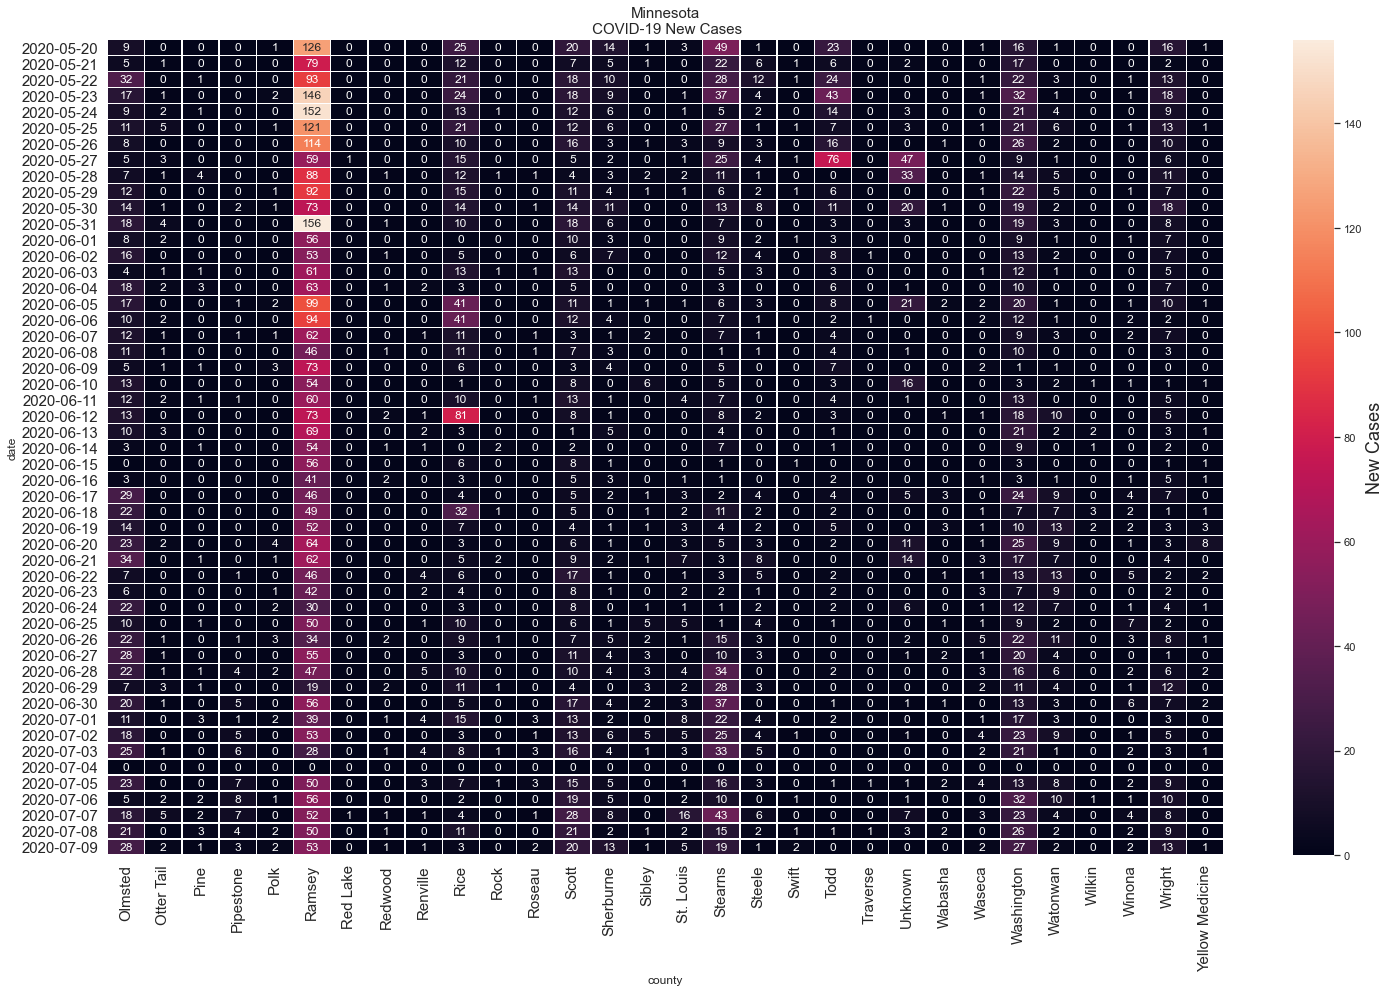 Minnesota
COVID-19 New Cases
2020-05-20 9 0 0 0 1 126 0 0 0 25 0 0 20 14 1 3 49 1 0 23 0 0 0 1 16 1 0 0 16 1
2020-05-21 5 1 0 0 0 79 0 0 0 12 0 0 7 5 1 0 22 6 1 6 0 2 0 0 17 0 0 0 2 0
2020-05-22 32 0 1 0 0 93 0 0 0 21 0 0 18 10 0 0 28 12 1 24 0 0 0 1 22 3 0 1 13 0
2020-05-23 17 1 0 0 2 146 0 0 0 24 0 0 18 9 0 1 37 4 0 43 0 0 0 1 32 1 0 1 18 0
2020-05-24 9 2 1 0 0 152 0 0 0 13 1 0 12 6 0 1 5 2 0 14 0 3 0 0 21 4 0 0 9 0
2020-05-25 11 5 0 0 1 121 0 0 0 21 0 0 12 6 0 0 27 1 1 7 0 3 0 1 21 6 0 1 13 1
2020-05-26 8 0 0 0 0 114 0 0 0 10 0 0 16 3 1 3 9 3 0 16 0 0 1 0 26 2 0 0 10 0
2020-05-27 5 3 0 0 0 59 1 0 0 15 0 0 5 2 0 1 25 4 1 76 0 47 0 0 9 1 0 0 6 0
2020-05-28 7 1 4 0 0 88 0 1 0 12 1 1 4 3 2 2 11 1 0 0 0 33 0 1 14 5 0 0 11 0
2020-05-29 12 0 0 0 1 92 0 0 0 15 0 0 11 4 1 1 6 2 1 6 0 0 0 1 22 5 0 1 7 0
2020-05-30 14 1 0 2 1 73 0 0 0 14 0 1 14 11 0 0 13 8 0 11 0 20 1 0 19 2 0 0 18 0
2020-05-31 18 4 0 0 0 156 0 1 0 10 0 0 18 6 0 0 7 0 0 3 0 3 0 0 19 3 0 0 8 0
2020-06-01 8 2 0 0 0 56 0 0 0 0 0 0 10 3 0 0 9 2 1 3 0 0 0 0 9 1 0 1 7 0
2020-06-02 16 0 0 0 0 53 0 1 0 5 0 0 6 7 0 0 12 4 0 8 1 0 0 0 13 2 0 0 7 0
2020-06-03 4 1 1 0 0 61 0 0 0 13 1 1 13 0 0 0 5 3 0 3 0 0 0 1 12 1 0 0 5 0
2020-06-04 18 2 3 0 0 63 0 1 2 3 0 0 5 0 0 0 3 0 0 6 0 1 0 0 10 0 0 0 7 0
2020-06-05 17 0 0 1 2 99 0 0 0 41 0 0 11 1 1 1 6 3 0 8 0 21 2 2 20 1 0 1 10 1
2020-06-06 10 2 0 0 0 94 0 0 0 41 0 0 12 4 0 0 7 1 0 2 1 0 0 2 12 1 0 2 2 0
2020-06-07 12 1 0 1 1 62 0 0 1 11 0 1 3 1 2 0 7 1 0 4 0 0 0 0 9 3 0 2 7 0
2020-06-08 11 1 0 0 0 46 0 1 0 11 0 1 7 3 0 0 1 1 0 4 0 1 0 0 10 0 0 0 3 0
2020-06-09 5 1 1 0 3 73 0 0 0 6 0 0 3 4 0 0 5 0 0 7 0 0 0 2 1 1 0 0 0 0
2020-06-10 13 0 0 0 0 54 0 0 0 1 0 0 8 0 6 0 5 0 0 3 0 16 0 0 3 2 1 1 1 1
2020-06-11 12 2 1 1 0 60 0 0 0 10 0 1 13 1 0 4 7 0 0 4 0 1 0 0 13 0 0 0 5 0
2020-06-12 13 0 0 0 0 73 0 2 1 81 0 0 8 1 0 0 8 2 0 3 0 0 1 1 18 10 0 0 5 0
2020-06-13 10 3 0 0 0 69 0 0 2 3 0 0 1 5 0 0 4 0 0 1 0 0 0 0 21 2 2 0 3 1
2020-06-14 3 0 1 0 0 54 0 1 1 0 2 0 2 0 0 0 7 0 0 1 0 0 0 0 9 0 1 0 2 0
2020-06-15 0 0 0 0 0 56 0 0 0 6 0 0 8 1 0 0 1 0 1 0 0 0 0 0 3 0 0 0 1 1
2020-06-16 3 0 0 0 0 41 0 2 0 3 0 0 5 3 0 1 1 0 0 2 0 0 0 0 3 1 0 1 5 1
2020-06-17 29 0 0 0 0 46 0 0 0 4 0 0 5 2 1 3 2 4 0 4 0 5 3 0 24 9 0 4 7 0
2020-06-18 22 0 0 0 0 49 0 0 0 32 1 0 5 0 1 2 11 2 0 2 0 0 0 0 7 7 3 2 1 1
2020-06-19 14 0 0 0 0 52 0 0 0 7 0 0 4 1 1 3 4 2 0 5 0 0 3 1 10 13 2 2 3 3
2020-06-20 23 2 0 0 4 64 0 0 0 3 0 0 6 1 0 3 5 3 0 2 0 11 0 1 25 9 0 1 3 8
2020-06-21 34 0 1 0 1 62 0 0 0 5 2 0 9 2 1 7 3 8 0 0 0 14 0 3 17 7 0 0 4 0
2020-06-22 7 0 0 1 0 46 0 0 4 6 0 0 17 1 0 1 3 5 0 2 0 0 1 1 13 13 0 5 2 2
2020-06-23 6 0 0 0 1 42 0 0 2 4 0 0 8 1 0 2 2 1 0 2 0 0 0 3 7 9 0 0 2 0
2020-06-24 22 0 0 0 2 30 0 0 0 3 0 0 8 0 1 1 1 2 0 2 0 6 0 1 12 7 0 1 4 1
2020-06-25 10 0 1 0 0 50 0 0 1 10 0 0 6 1 5 5 1 4 0 1 0 0 1 1 9 2 0 7 2 0
2020-06-26 22 1 0 1 3 34 0 2 0 9 1 0 7 5 2 1 15 3 0 0 0 2 0 5 22 11 0 3 8 1
2020-06-27 28 1 0 0 0 55 0 0 0 3 0 0 11 4 3 0 10 3 0 0 0 1 2 1 20 4 0 0 1 0
2020-06-28 22 1 1 4 2 47 0 0 5 10 0 0 10 4 3 4 34 0 0 2 0 0 0 3 16 6 0 2 6 2
2020-06-29 7 3 1 0 0 19 0 2 0 11 1 0 4 0 3 2 28 3 0 0 0 0 0 2 11 4 0 1 12 0
2020-06-30 20 1 0 5 0 56 0 0 0 5 0 0 17 4 2 3 37 0 0 1 0 1 1 0 13 3 0 6 7 2
2020-07-01 11 0 3 1 2 39 0 1 4 15 0 3 13 2 0 8 22 4 0 2 0 0 0 1 17 3 0 0 3 0
2020-07-02 18 0 0 5 0 53 0 0 0 3 0 1 13 6 5 5 25 4 1 0 0 1 0 4 23 9 0 1 5 0
2020-07-03 25 1 0 6 0 28 0 1 4 8 1 3 16 4 1 3 33 5 0 0 0 0 0 2 21 1 0 2 3 1
2020-07-04 0 0 0 0 0 0 0 0 0 0 0 0 0 0 0 0 0 0 0 0 0 0 0 0 0 0 0 0 0 0
2020-07-05 23 0 0 7 0 50 0 0 3 7 1 3 15 5 0 1 16 3 0 1 1 1 2 4 13 8 0 2 9 0
2020-07-06 5 2 2 8 1 56 0 0 0 2 0 0 19 5 0 2 10 0 1 0 0 1 0 0 32 10 1 1 10 0
2020-07-07 18 5 2 7 0 52 1 1 1 4 0 1 28 8 0 16 43 6 0 0 0 7 0 3 23 4 0 4 8 0
2020-07-08 21 0 3 4 2 50 0 1 0 11 0 0 21 2 1 2 15 2 1 1 1 3 2 0 26 2 0 2 9 0
2020-07-09 28 2 1 3 2 53 0 1 1 3 0 2 20 13 1 5 19 1 2 0 0 0 0 0 27 2 0 2 13 1
date
Olmsted Otter Tail Pine Pipestone Polk Ramsey Red Lake Redwood Renville Rice Rock Roseau Scott Sherburne Sibley St. Louis Stearns Steele Swift Todd Traverse Unknown Wabasha Waseca Washington Watonwan Wilkin Winona Wright Yellow Medicine
county
140
120
100
80
60
40
20
0
New Cases